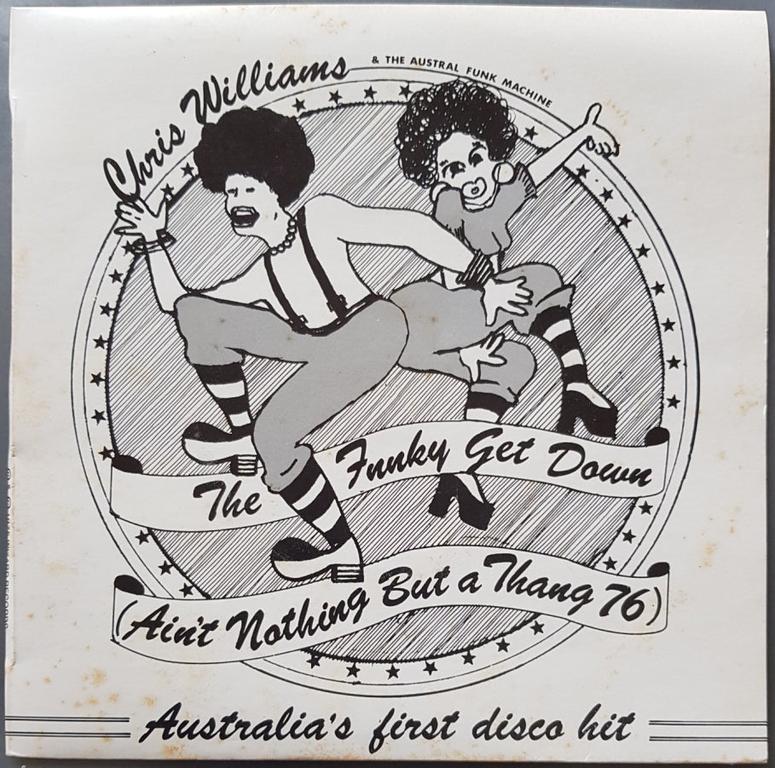 Chris Williams
& THE AUSTRAL FUNK MACHINE
The Funky Get Down
(Ain't Nothing But a Thang 76)
Australia's first disco hit